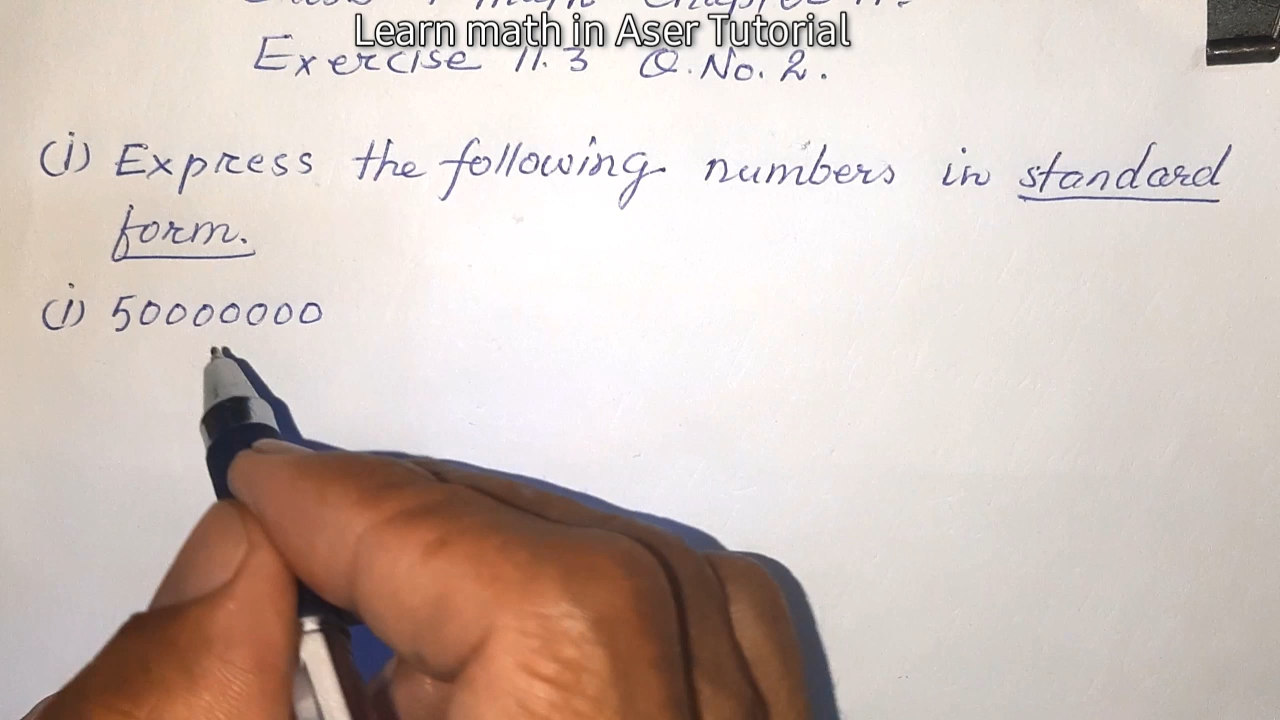 Learn math in Aser Tutorial
Exercise 11.3 Q.No.2.
(i) Express the following numbers in standard
form.
(i) 50000000